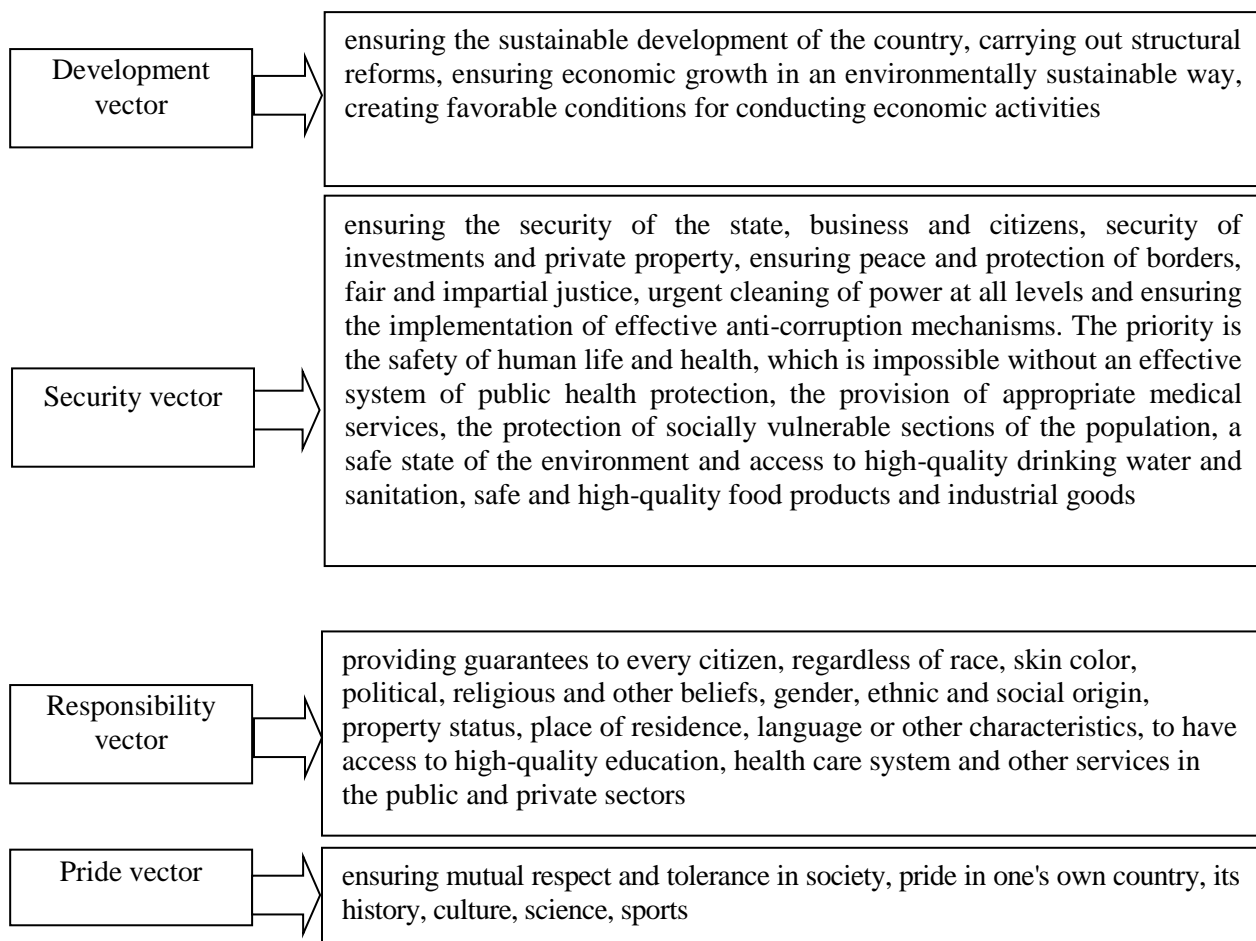 Development
vector
ensuring the sustainable development of the country, carrying out structural
reforms, ensuring economic growth in an environmentally sustainable way,
creating favorable conditions for conducting economic activities
Security vector
ensuring the security of the state, business and citizens, security of
investments and private property, ensuring peace and protection of borders,
fair and impartial justice, urgent cleaning of power at all levels and ensuring
the implementation of effective anti-corruption mechanisms. The priority is
the safety of human life and health, which is impossible without an effective
system of public health protection, the provision of appropriate medical
services, the protection of socially vulnerable sections of the population, a
safe state of the environment and access to high-quality drinking water and
sanitation, safe and high-quality food products and industrial goods
Responsibility
vector
providing guarantees to every citizen, regardless of race, skin color,
political, religious and other beliefs, gender, ethnic and social origin,
property status, place of residence, language or other characteristics, to have
access to high-quality education, health care system and other services in
the public and private sectors
Pride vector
ensuring mutual respect and tolerance in society, pride in one's own country, its
history, culture, science, sports